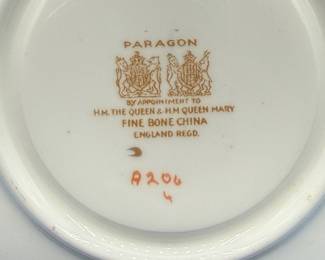 PARAGON
BY APPOINTMENT TO
H.M. THE QUEEN & H.M QUEEN MARY
FINE BONE CHINA
ENGLAND REGD.
A206
4